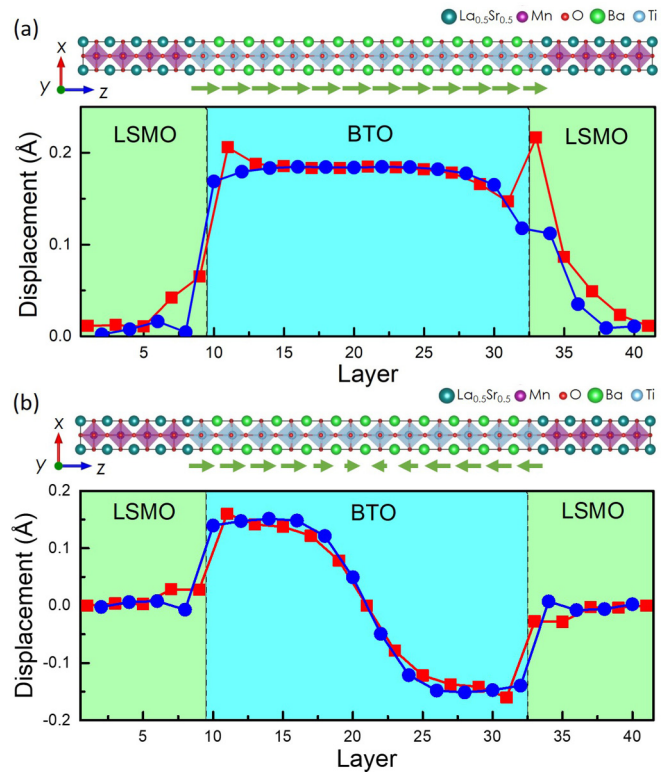 (a)
La0.5Sr0.5 Mn O Ba Ti
x
y z
LSMO BTO LSMO
Displacement (Å)
0.2
0.1
0.0
5 10 15 20 25 30 35 40
Layer
(b)
La0.5Sr0.5 Mn O Ba Ti
x
y z
LSMO BTO LSMO
Displacement (Å)
0.2
0.1
0.0
-0.1
-0.2
5 10 15 20 25 30 35 40
Layer